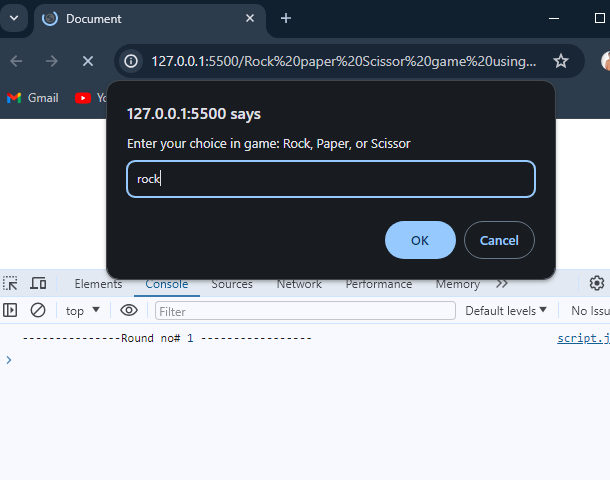 Document
127.0.0.1:5500/Rock%20paper%20Scissor%20game%20using...
Gmail
127.0.0.1:5500 says
Enter your choice in game: Rock, Paper, or Scissor
rock
OK Cancel
Elements Console Sources Network Performance Memory
top Filter Default levels No Issu
---------------Round no# 1 ----------------- script.j